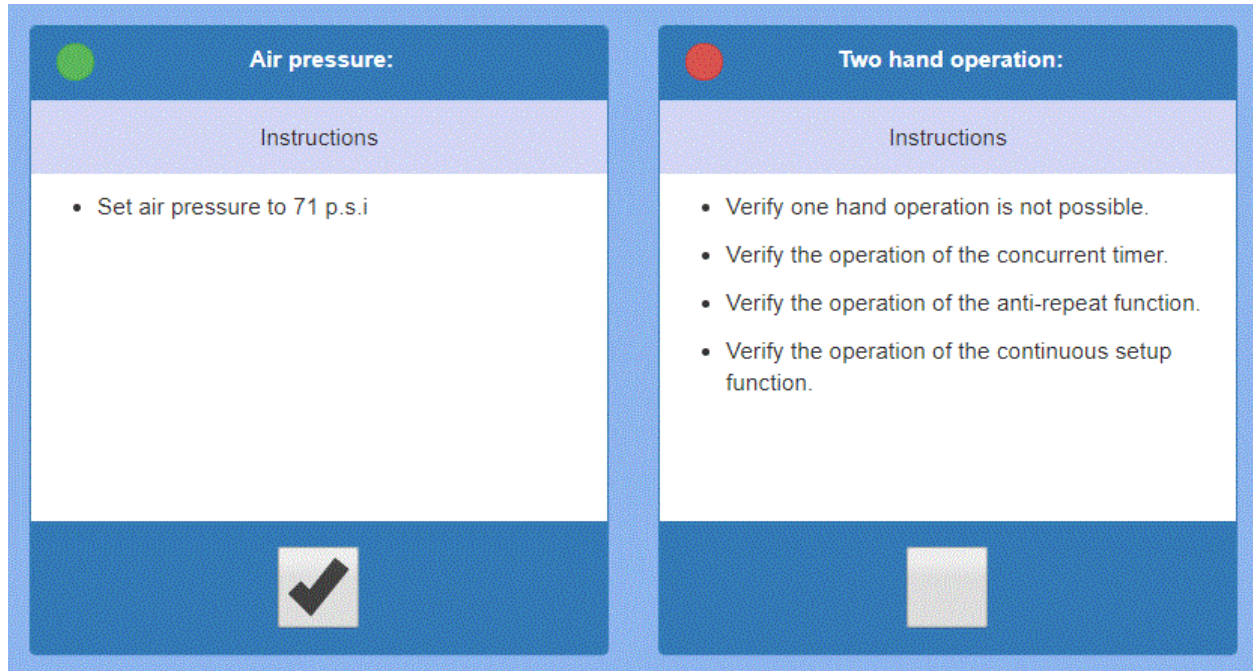 Air pressure:
Instructions
• Set air pressure to 71 p.s.i
Two hand operation:
Instructions
• Verify one hand operation is not possible.
• Verify the operation of the concurrent timer.
• Verify the operation of the anti-repeat function.
• Verify the operation of the continuous setup
function.